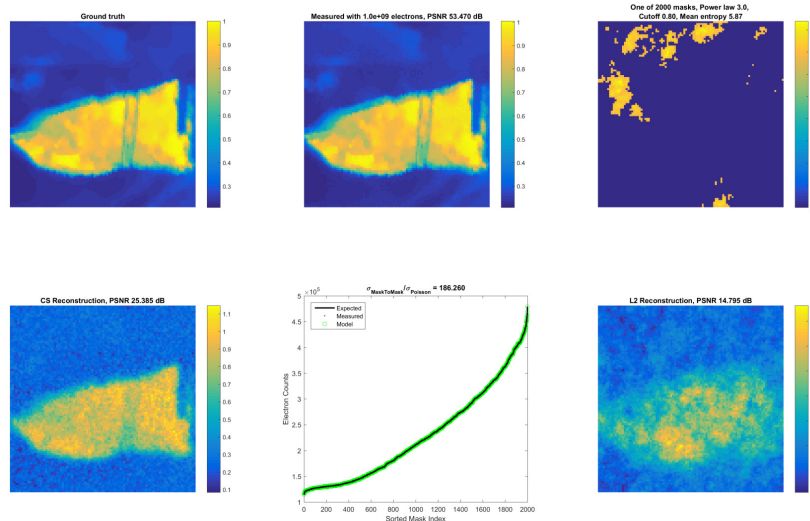 Ground truth
1
0.9
0.8
0.7
0.6
0.5
0.4
0.3
Measured with 1.0e+09 electrons, PSNR 53.470 dB
1
0.9
0.8
0.7
0.6
0.5
0.4
0.3
One of 2000 masks, Power law 3.0,
Cutoff 0.80, Mean entropy 5.87
CS Reconstruction, PSNR 25.385 dB
1.1
1
0.9
0.8
0.7
0.6
0.5
0.4
0.3
0.2
0.1
σMaskToMask/σPoisson = 186.260
×10^5
5
4.5
4
3.5
3
2.5
2
1.5
1
Electron Counts
Expected
Measured
Model
0 200 400 600 800 1000 1200 1400 1600 1800 2000
Sorted Mask Index
L2 Reconstruction, PSNR 14.795 dB